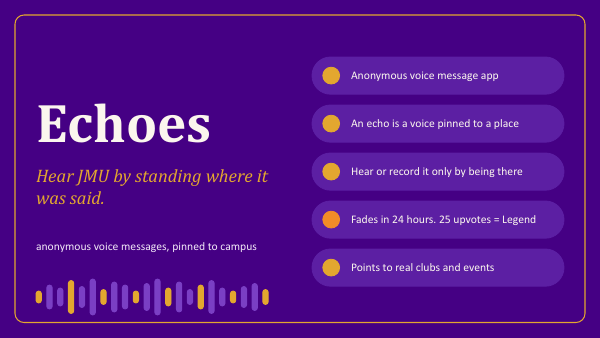 Echoes
Hear JMU by standing where it
was said.
anonymous voice messages, pinned to campus
Anonymous voice message app
An echo is a voice pinned to a place
Hear or record it only by being there
Fades in 24 hours. 25 upvotes = Legend
Points to real clubs and events